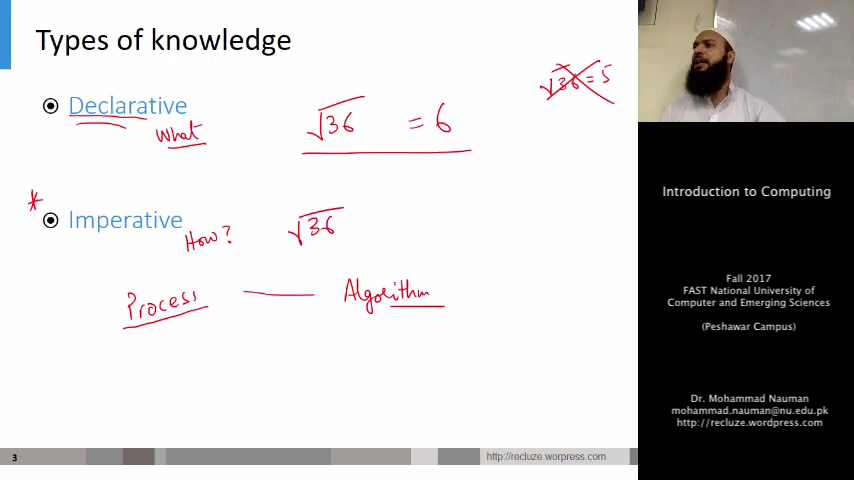 Types of knowledge
√36 = 5
Declarative
What
√36 = 6
*
Imperative
How?
√36
Process — Algorithm
3
http://recluze.worpress.com
Introduction to Computing
Fall 2017
FAST National University of
Computer and Emerging Sciences
(Peshawar Campus)
Dr. Mohammad Nauman
mohammad.nauman@nu.edu.pk
http://recluze.wordpress.com